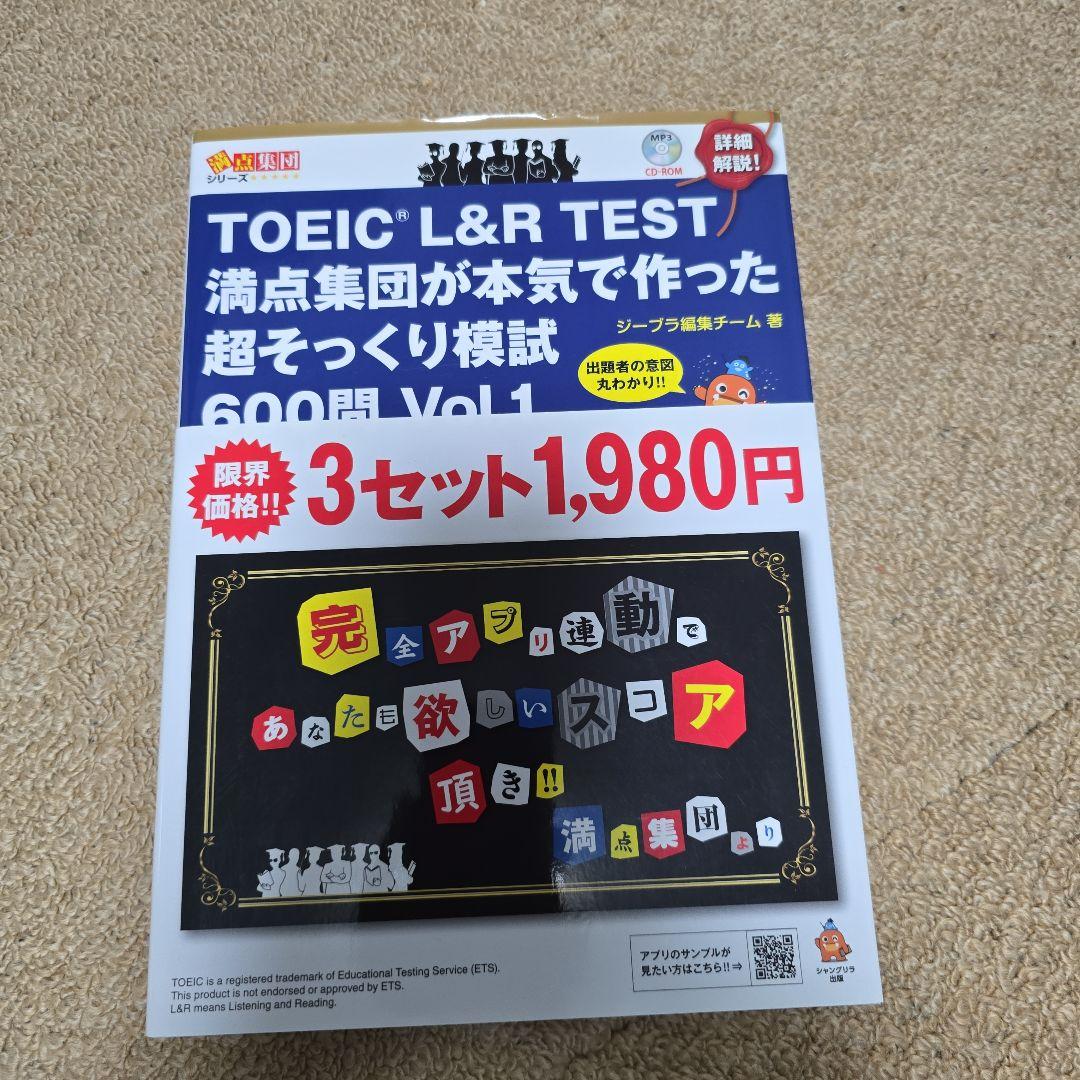 満点集団
シリーズ★★★★★
MP3
CD-ROM
詳細
解説!
TOEIC® L&R TEST
満点集団が本気で作った
超そっくり模試
600問 Vol.1
ジーブラ編集チーム 著
出題者の意図
丸わかり!!
限界
価格!!
3セット1,980円
完全アプリ連動で
あなたも欲しいスコア
頂き!!
満点集団より
TOEIC is a registered trademark of Educational Testing Service (ETS).
This product is not endorsed or approved by ETS.
L&R means Listening and Reading.
アプリのサンプルが
見たい方はこちら!!⇒
シャングリラ
出版